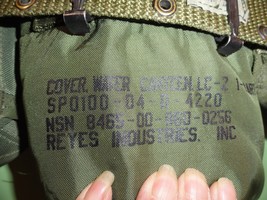 COVER, WATER CANTEEN, LC-2
SP0100-04-D-4220
NSN 8465-00-860-0256
REYES INDUSTRIES, INC